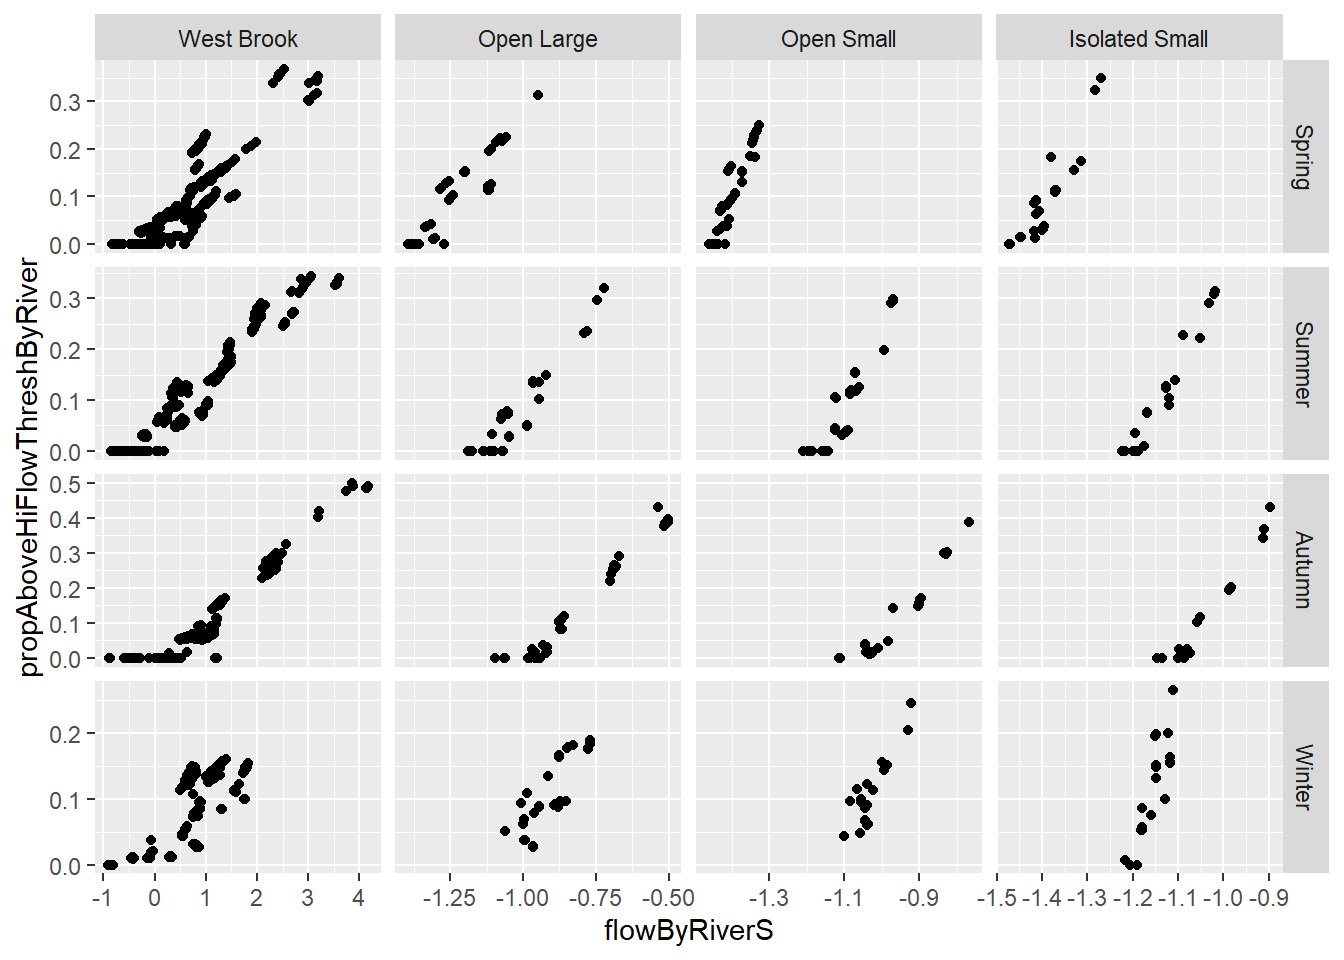 West Brook Open Large Open Small Isolated Small
0.3
0.2
0.1
0.0
Spring
0.3
0.2
0.1
0.0
Summer
0.5
0.4
0.3
0.2
0.1
0.0
Autumn
0.2
0.1
0.0
Winter
propAboveHiFlowThreshByRiver
-1 0 1 2 3 4 -1.25 -1.00 -0.75 -0.50 -1.3 -1.1 -0.9 -1.5 -1.4 -1.3 -1.2 -1.1 -1.0 -0.9
flowByRiverS